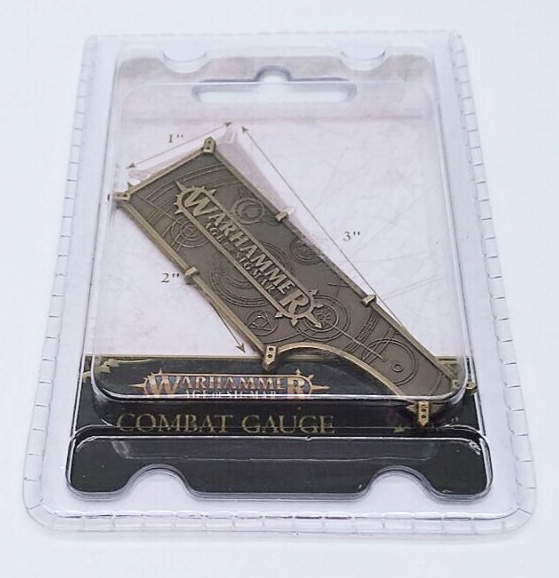 1"
3"
WARHAMMER
AGE OF SIGMAR
2"
WARHAMMER
AGE OF SIGMAR
COMBAT GAUGE